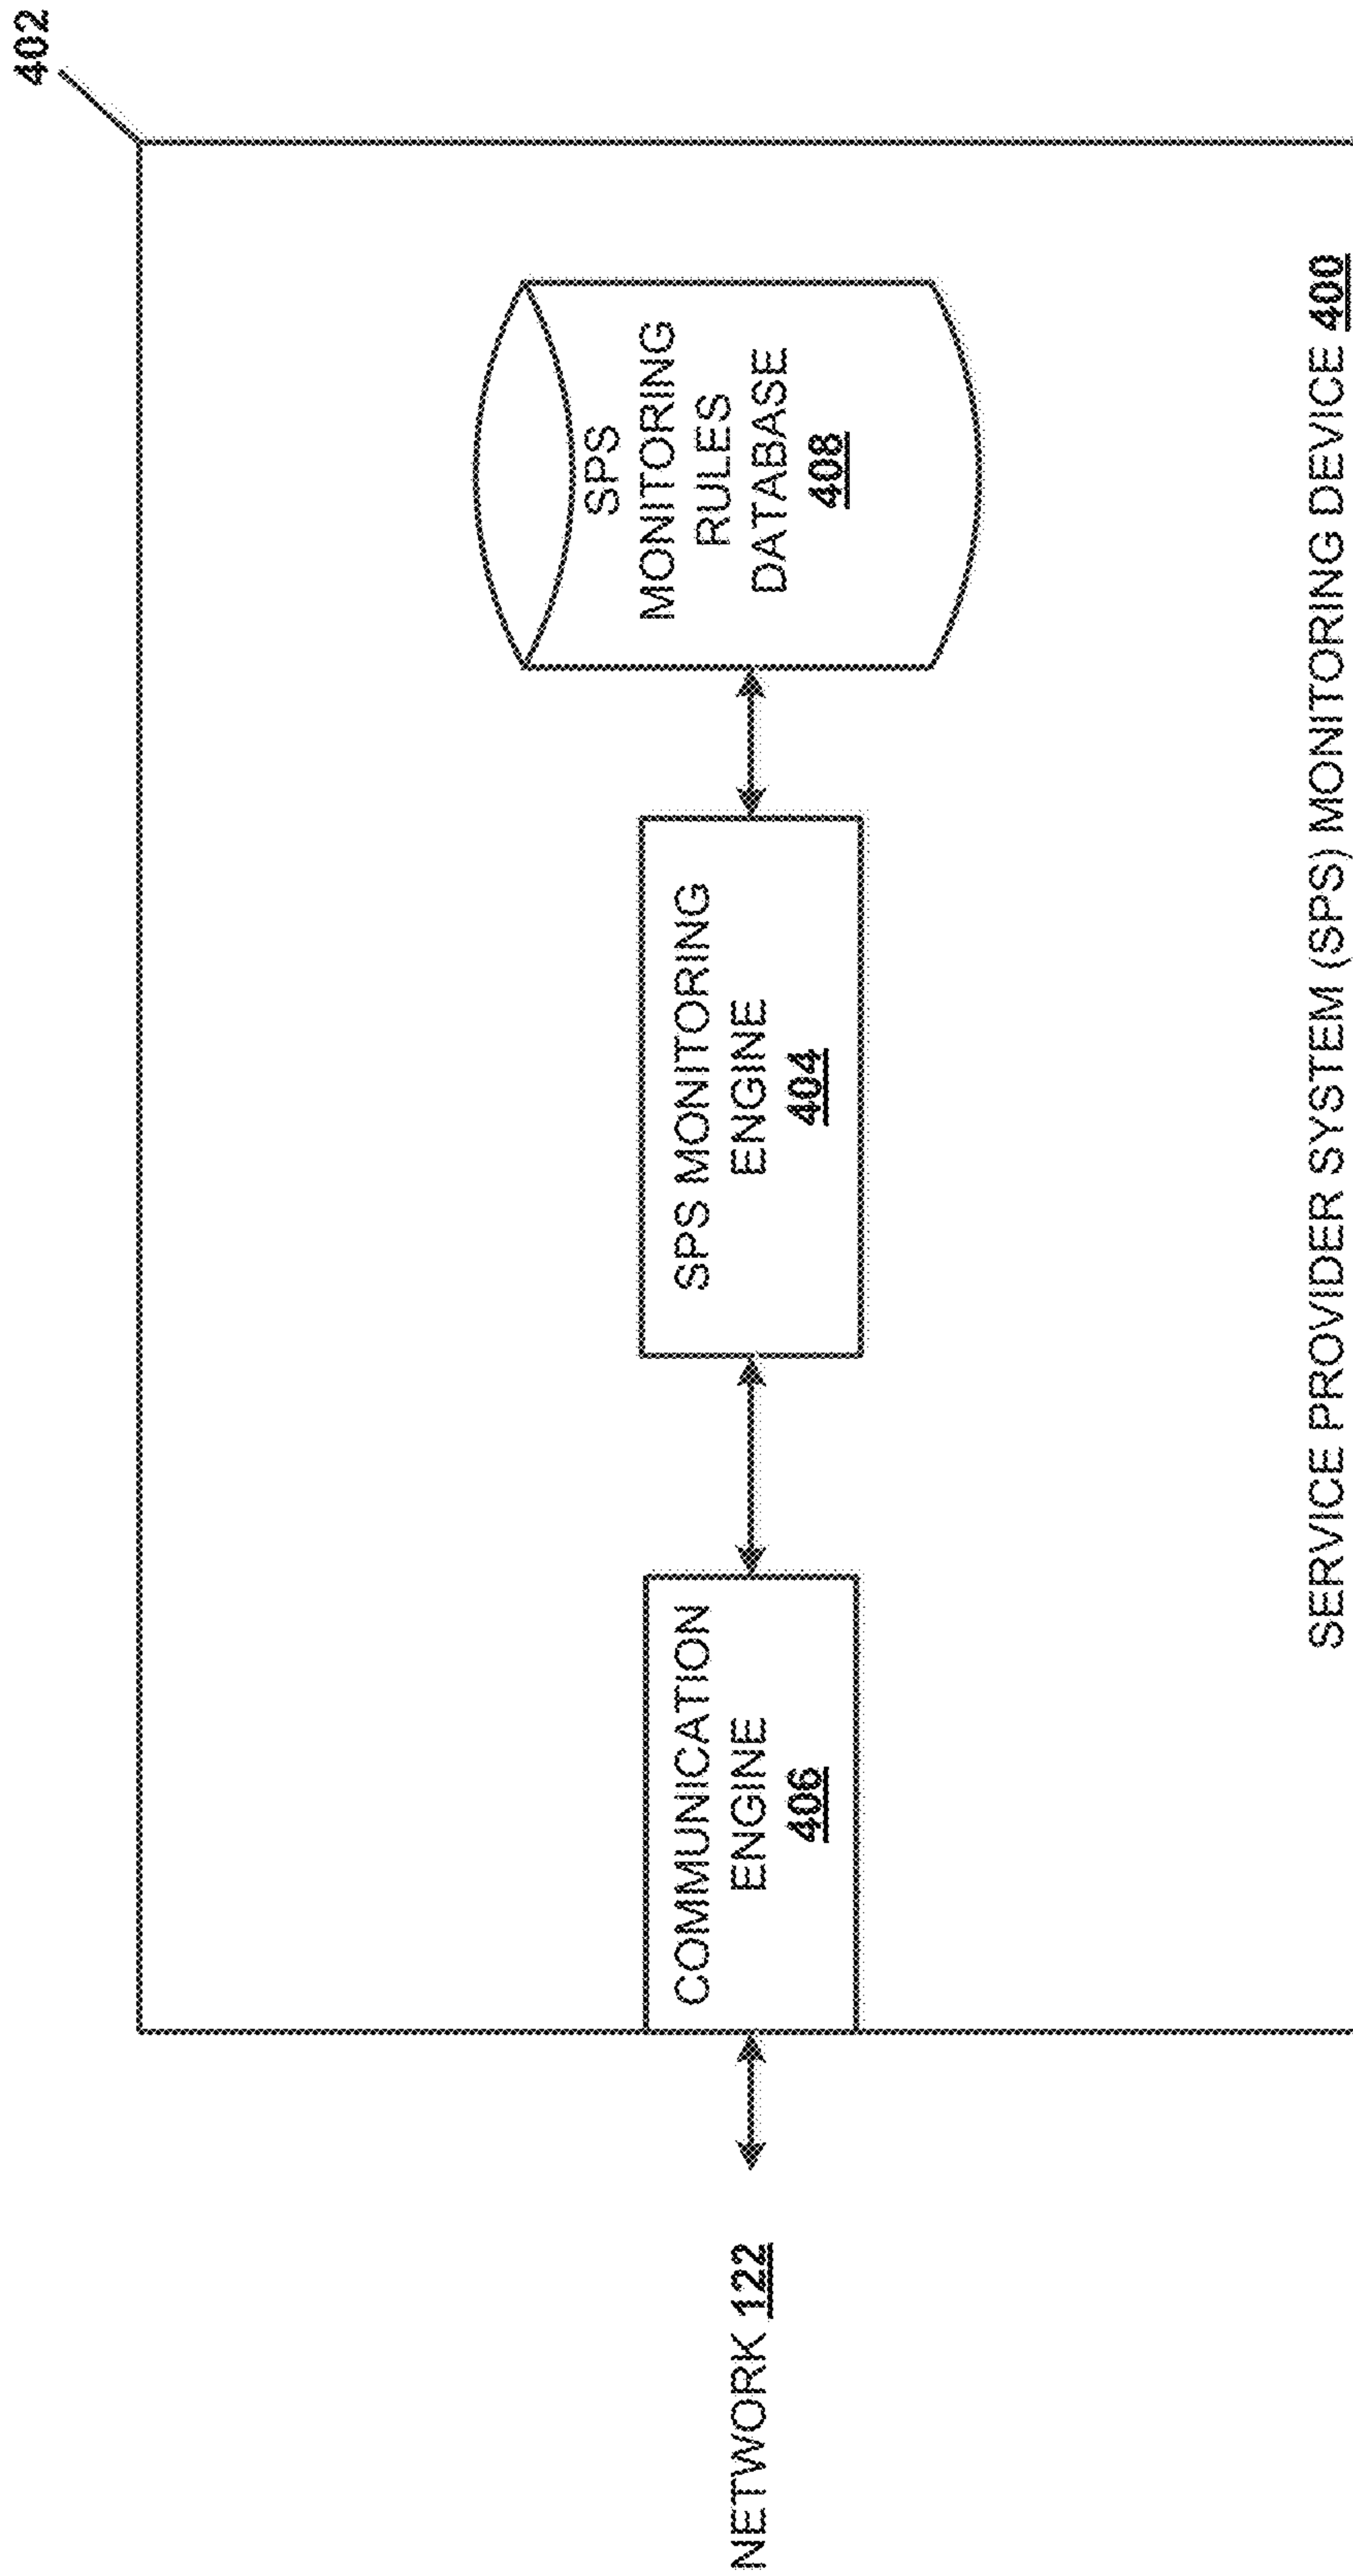 402
SPS
MONITORING
RULES
DATABASE
408
SPS MONITORING
ENGINE
404
COMMUNICATION
ENGINE
406
NETWORK 122
SERVICE PROVIDER SYSTEM (SPS) MONITORING DEVICE 400